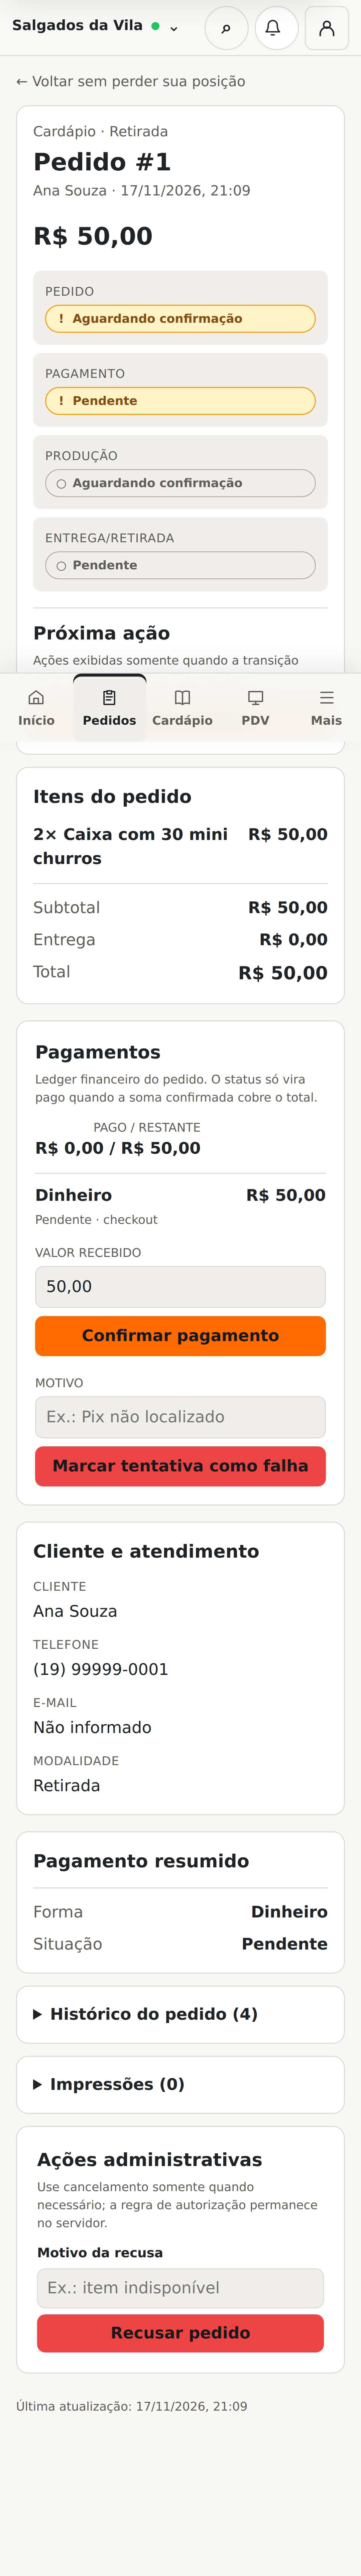 Salgados da Vila
← Voltar sem perder sua posição
Cardápio · Retirada
Pedido #1
Ana Souza · 17/11/2026, 21:09
R$ 50,00
PEDIDO
! Aguardando confirmação
PAGAMENTO
! Pendente
PRODUÇÃO
○ Aguardando confirmação
ENTREGA/RETIRADA
○ Pendente
Próxima ação
Ações exibidas somente quando a transição
Início Pedidos Cardápio PDV Mais
Itens do pedido
2× Caixa com 30 mini R$ 50,00
churros
Subtotal R$ 50,00
Entrega R$ 0,00
Total R$ 50,00
Pagamentos
Ledger financeiro do pedido. O status só vira
pago quando a soma confirmada cobre o total.
PAGO / RESTANTE
R$ 0,00 / R$ 50,00
Dinheiro R$ 50,00
Pendente · checkout
VALOR RECEBIDO
50,00
Confirmar pagamento
MOTIVO
Ex.: Pix não localizado
Marcar tentativa como falha
Cliente e atendimento
CLIENTE
Ana Souza
TELEFONE
(19) 99999-0001
E-MAIL
Não informado
MODALIDADE
Retirada
Pagamento resumido
Forma Dinheiro
Situação Pendente
▶ Histórico do pedido (4)
▶ Impressões (0)
Ações administrativas
Use cancelamento somente quando
necessário; a regra de autorização permanece
no servidor.
Motivo da recusa
Ex.: item indisponível
Recusar pedido
Última atualização: 17/11/2026, 21:09